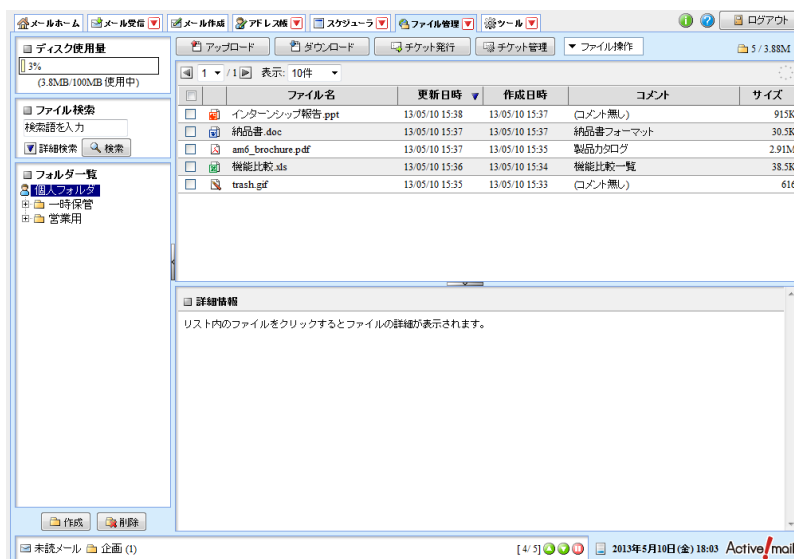 メールホーム メール受信 メール作成 アドレス帳 スケジューラ ファイル管理 ツール ログアウト
ディスク使用量
3%
(3.8MB/100MB 使用中)
ファイル検索
検索語を入力
詳細検索 検索
フォルダ一覧
個人フォルダ
一時保管
営業用
作成 削除
アップロード ダウンロード チケット発行 チケット管理 ▼ ファイル操作 5 / 3.88M
1 / 1 表示: 10件
ファイル名 更新日時 ▼ 作成日時 コメント サイズ
インターンシップ報告.ppt 13/05/10 15:38 13/05/10 15:37 (コメント無し) 915K
納品書.doc 13/05/10 15:37 13/05/10 15:37 納品書フォーマット 30.5K
am6_brochure.pdf 13/05/10 15:37 13/05/10 15:35 製品カタログ 2.91M
機能比較.xls 13/05/10 15:36 13/05/10 15:34 機能比較一覧 38.5K
trash.gif 13/05/10 15:35 13/05/10 15:33 (コメント無し) 616
詳細情報
リスト内のファイルをクリックするとファイルの詳細が表示されます。
未読メール 企画 (1) [4/ 5] 2013年5月10日(金) 18:03 Active! mail